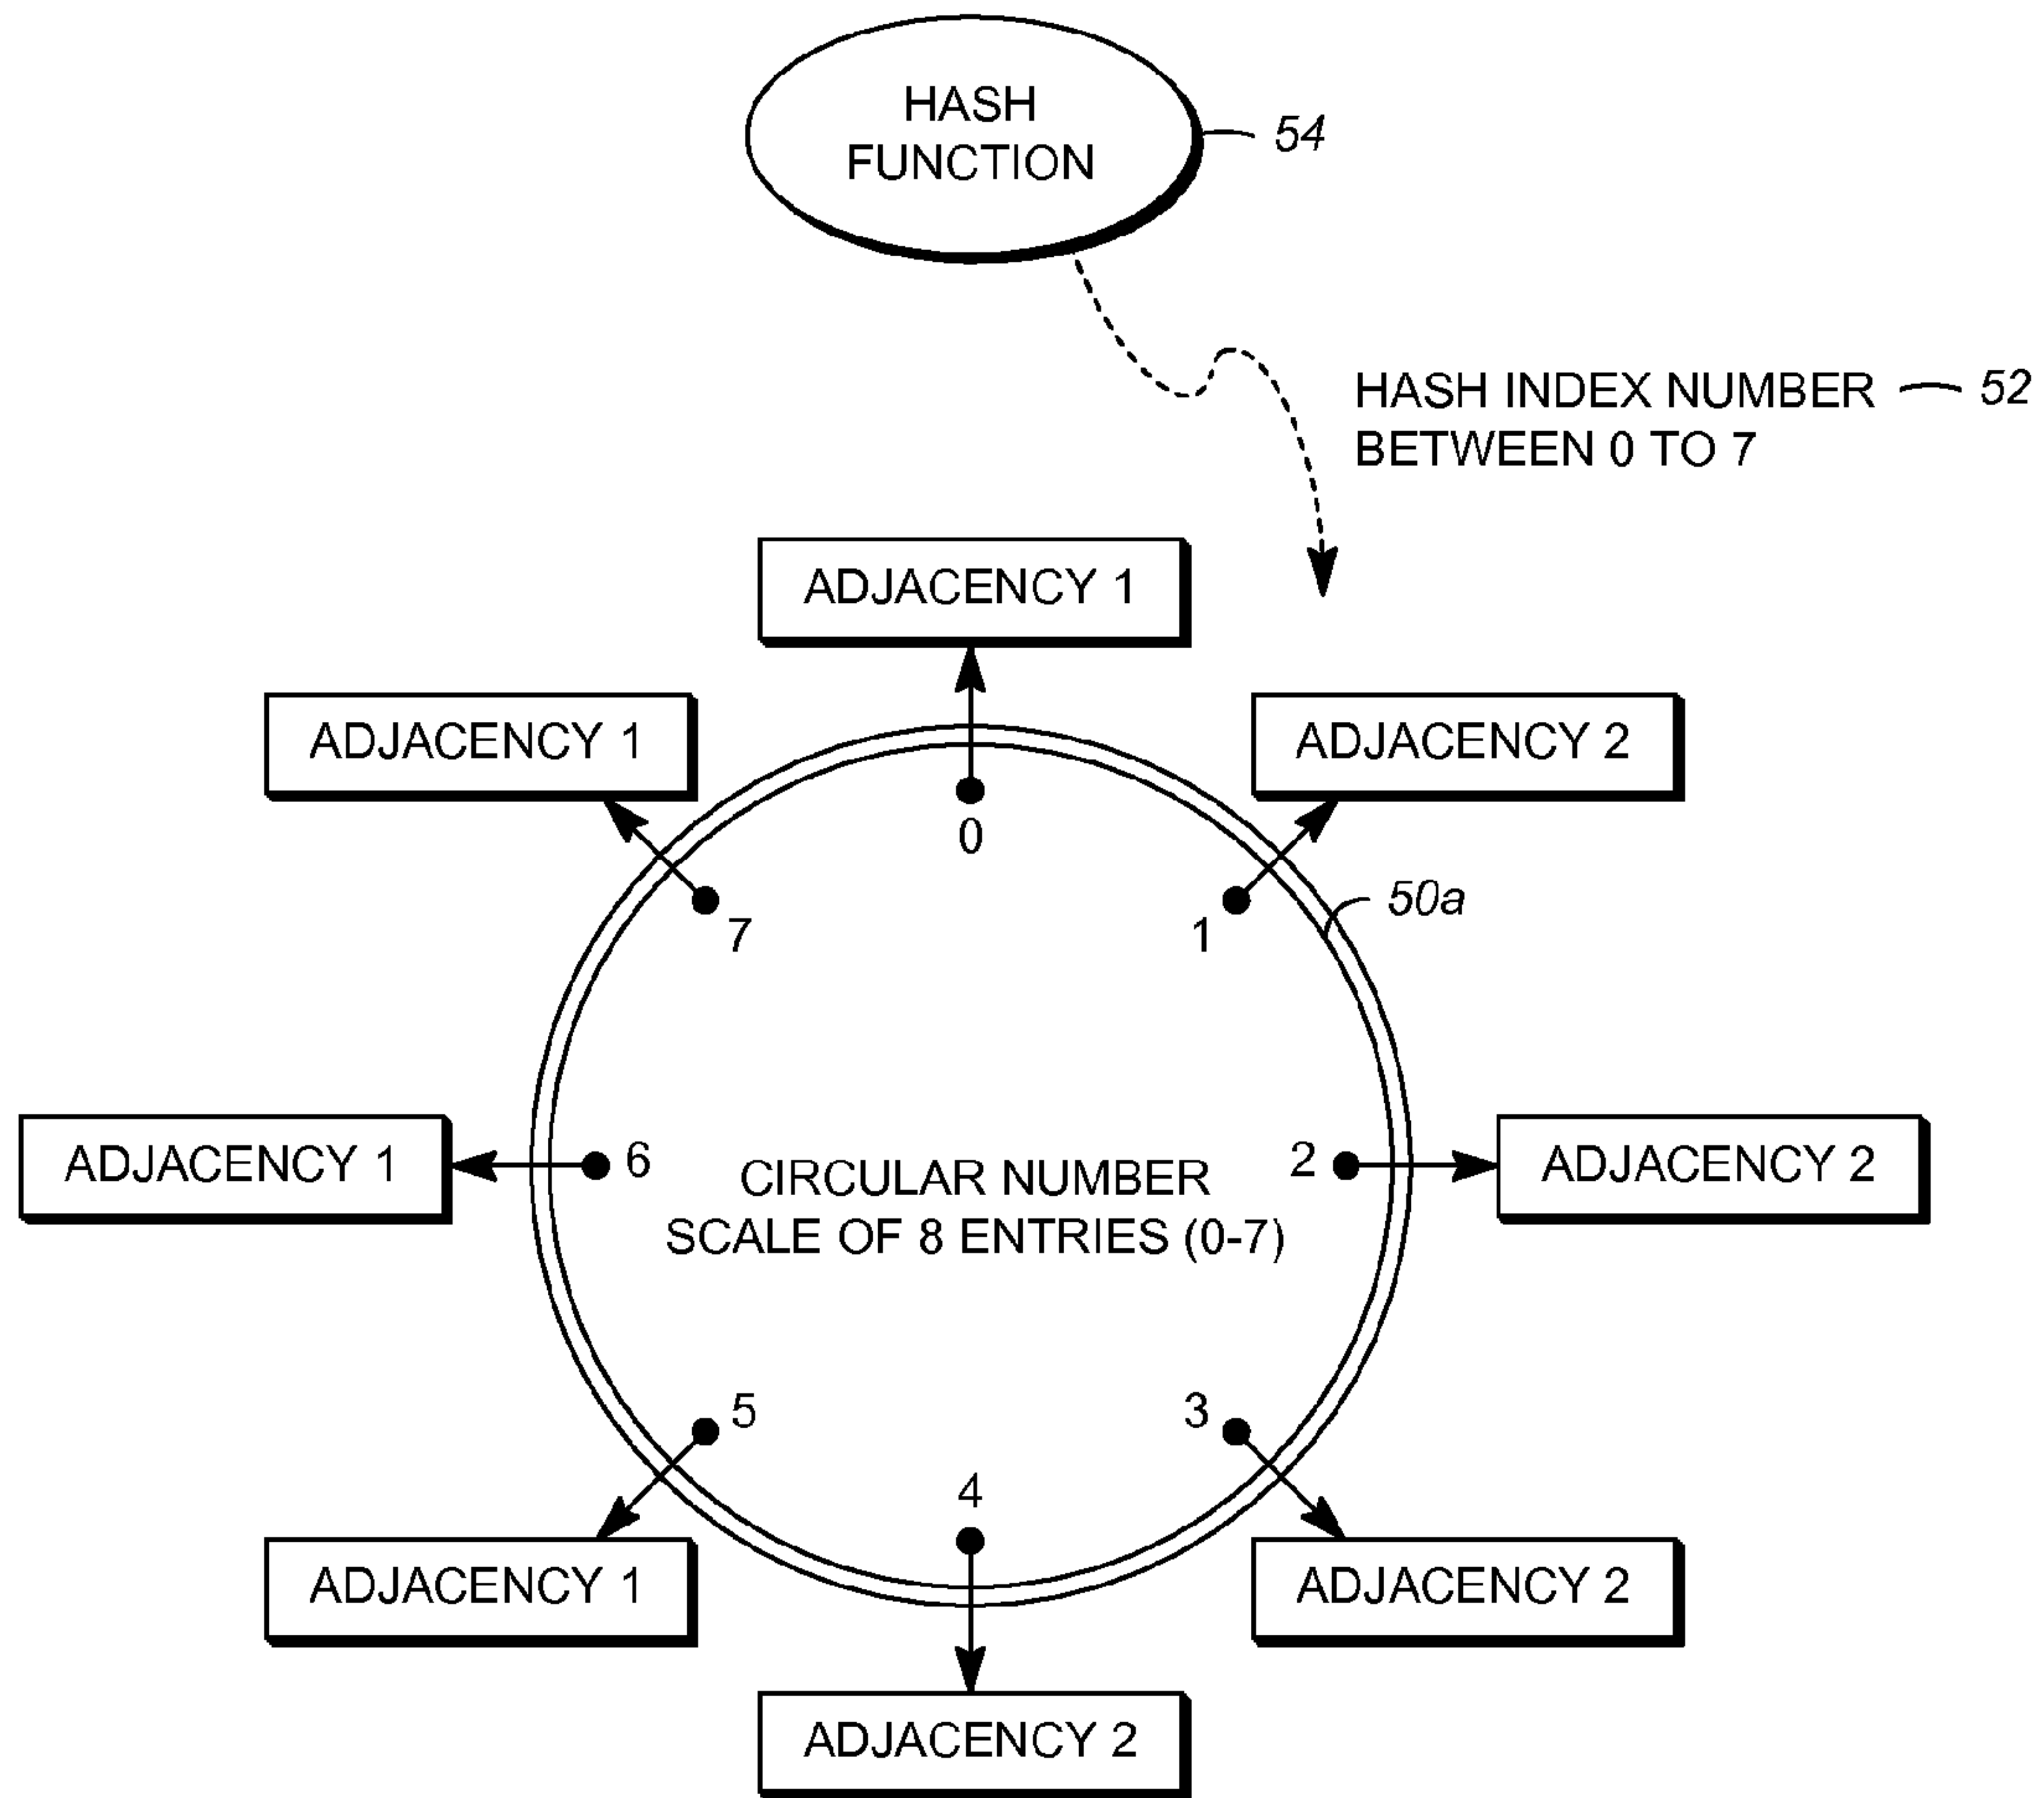 HASH
FUNCTION
54
HASH INDEX NUMBER 52
BETWEEN 0 TO 7
ADJACENCY 1
ADJACENCY 1
ADJACENCY 2
0
7
1
50a
ADJACENCY 1
6
CIRCULAR NUMBER
SCALE OF 8 ENTRIES (0-7)
2
ADJACENCY 2
5
3
4
ADJACENCY 1
ADJACENCY 2
ADJACENCY 2